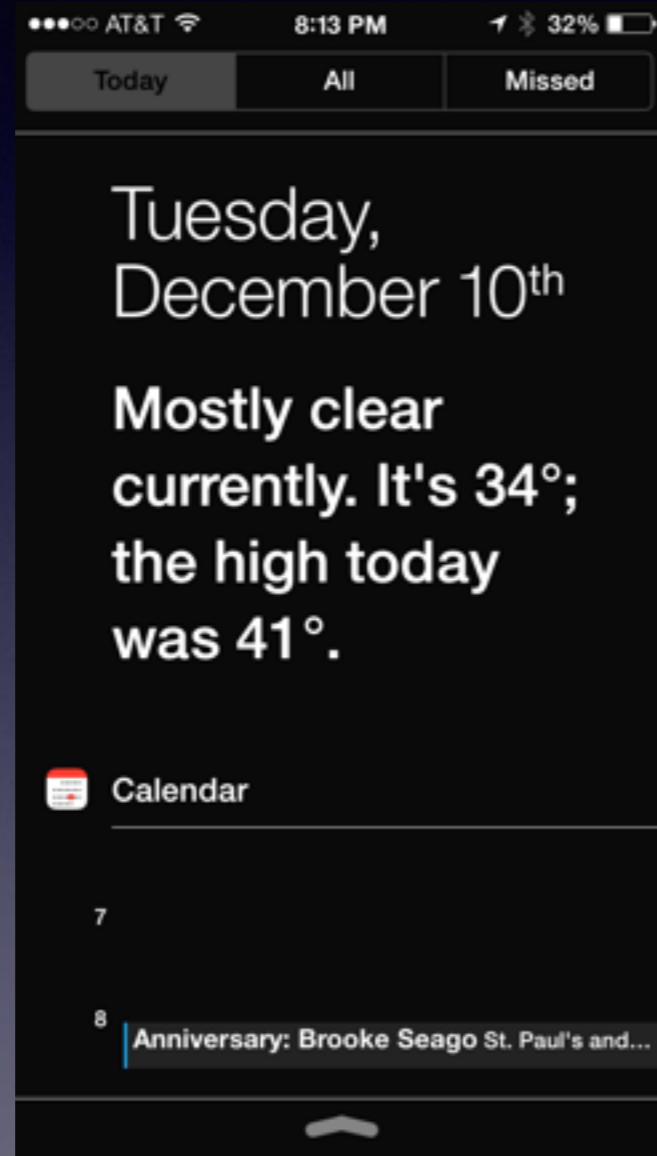 AT&T 8:13 PM 32%
Today All Missed
Tuesday,
December 10th
Mostly clear
currently. It's 34°;
the high today
was 41°.
Calendar
7
8
Anniversary: Brooke Seago St. Paul's and...